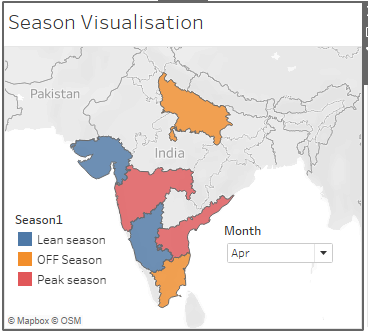 Season Visualisation
Pakistan
India
Season1
Lean season
OFF Season
Peak season
Month
Apr
© Mapbox © OSM